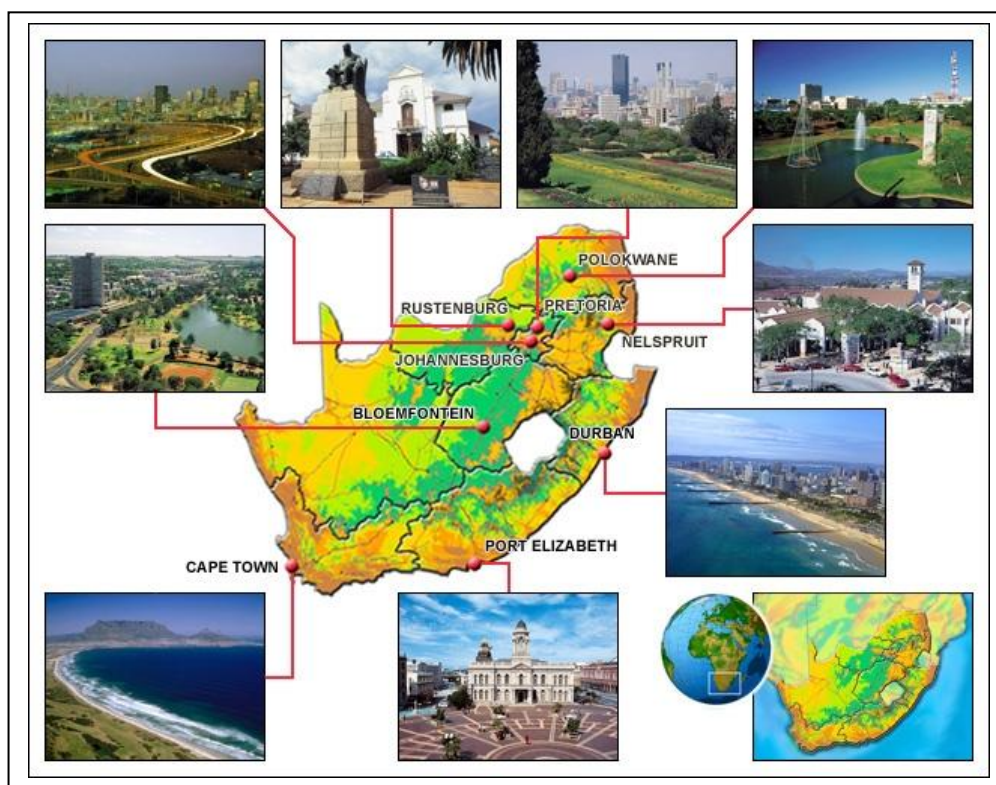 POLOKWANE
RUSTENBURG
PRETORIA
NELSPRUIT
JOHANNESBURG
BLOEMFONTEIN
DURBAN
PORT ELIZABETH
CAPE TOWN